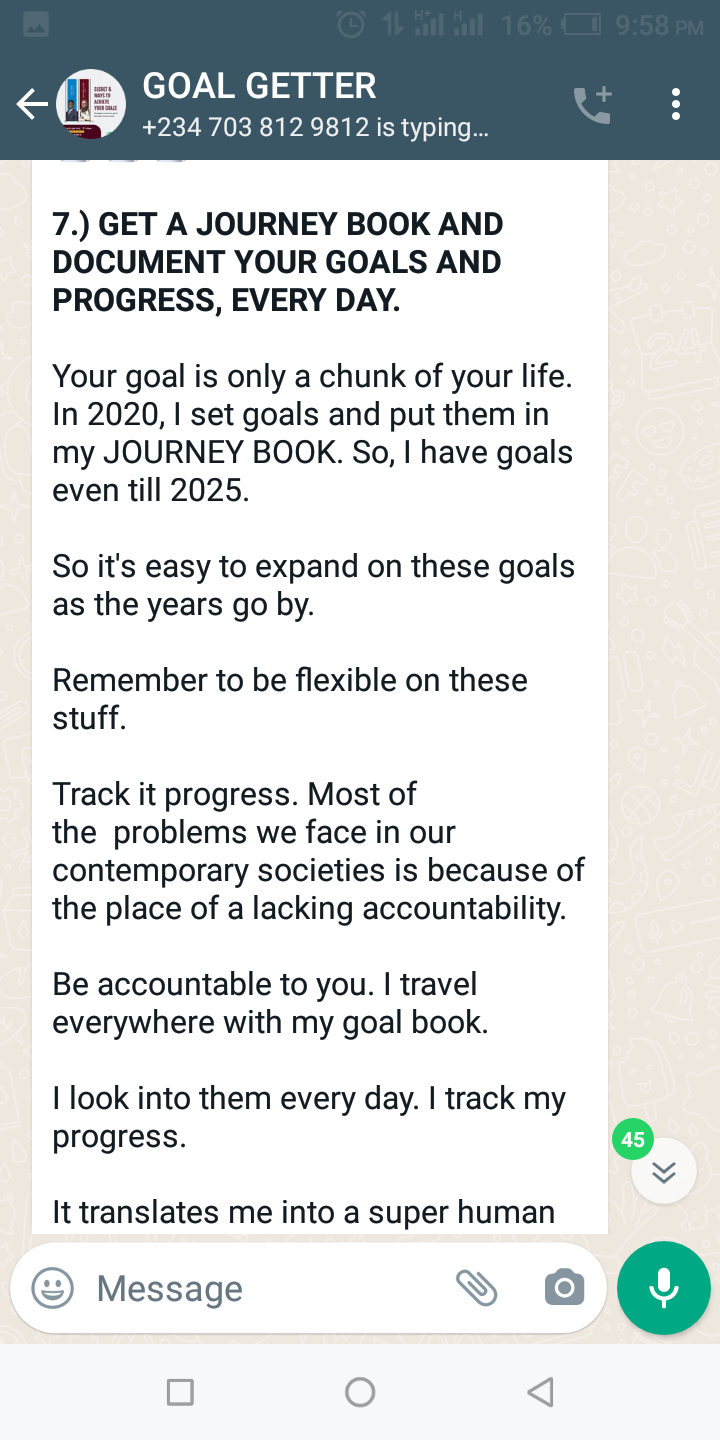 16% 9:58 PM
GOAL GETTER
+234 703 812 9812 is typing...
7.) GET A JOURNEY BOOK AND
DOCUMENT YOUR GOALS AND
PROGRESS, EVERY DAY.
Your goal is only a chunk of your life.
In 2020, I set goals and put them in
my JOURNEY BOOK. So, I have goals
even till 2025.
So it's easy to expand on these goals
as the years go by.
Remember to be flexible on these
stuff.
Track it progress. Most of
the  problems we face in our
contemporary societies is because of
the place of a lacking accountability.
Be accountable to you. I travel
everywhere with my goal book.
I look into them every day. I track my
progress.
45
It translates me into a super human
Message